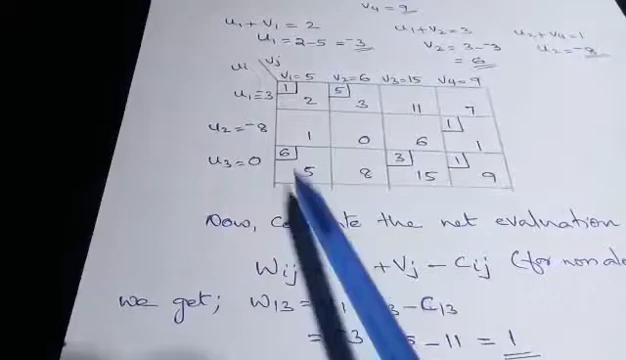 v₄ = 9
u₁ + v₁ = 2 u₁ + v₂ = 3 u₂ + v₄ = 1
u₁ = 2 - 5 = -3 v₂ = 3 - -3 u₂ = -8
= 6
ui vj v₁ = 5 v₂ = 6 v₃ = 15 v₄ = 9
u₁ = 3 1 2 5 3 11 7
u₂ = -8 1 0 6 1 1
u₃ = 0 6 5 8 3 15 1 9
Now, the net evaluation
Wij + Vj - Cij (for non
We get; W₁₃ = - C₁₃
= - 11 = 1